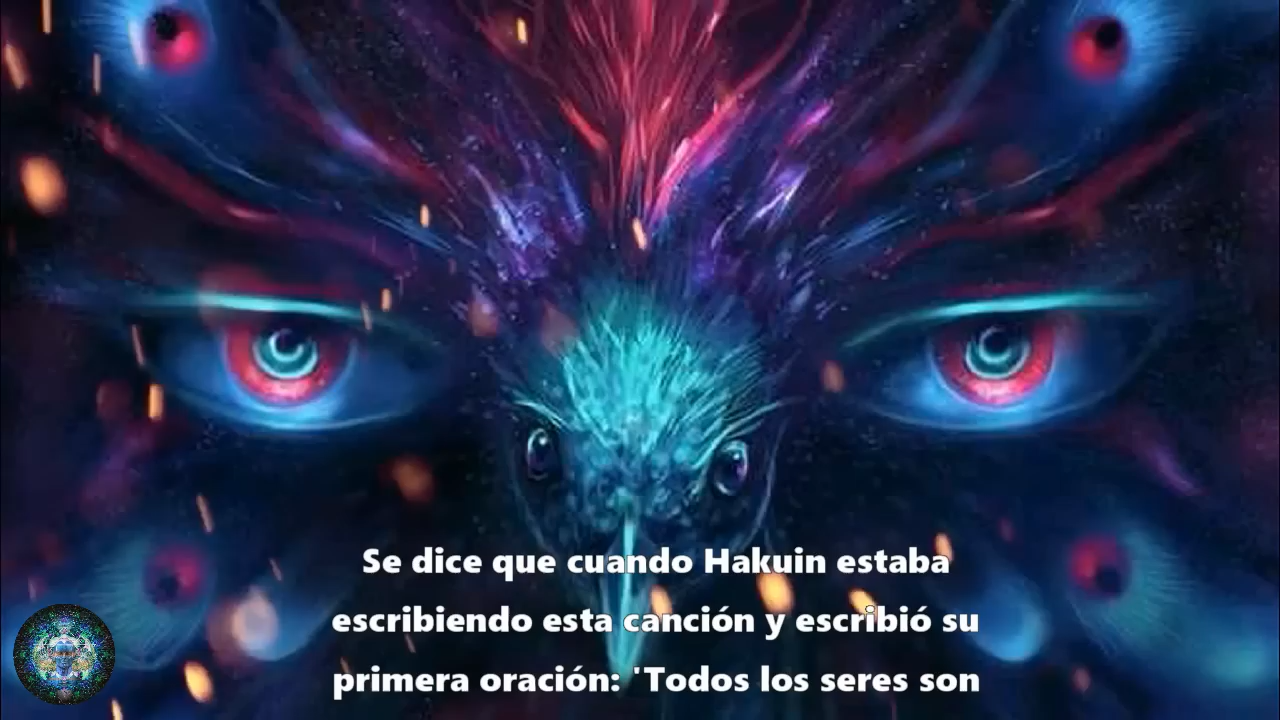 Se dice que cuando Hakuin estaba
escribiendo esta canción y escribió su
primera oración: 'Todos los seres son